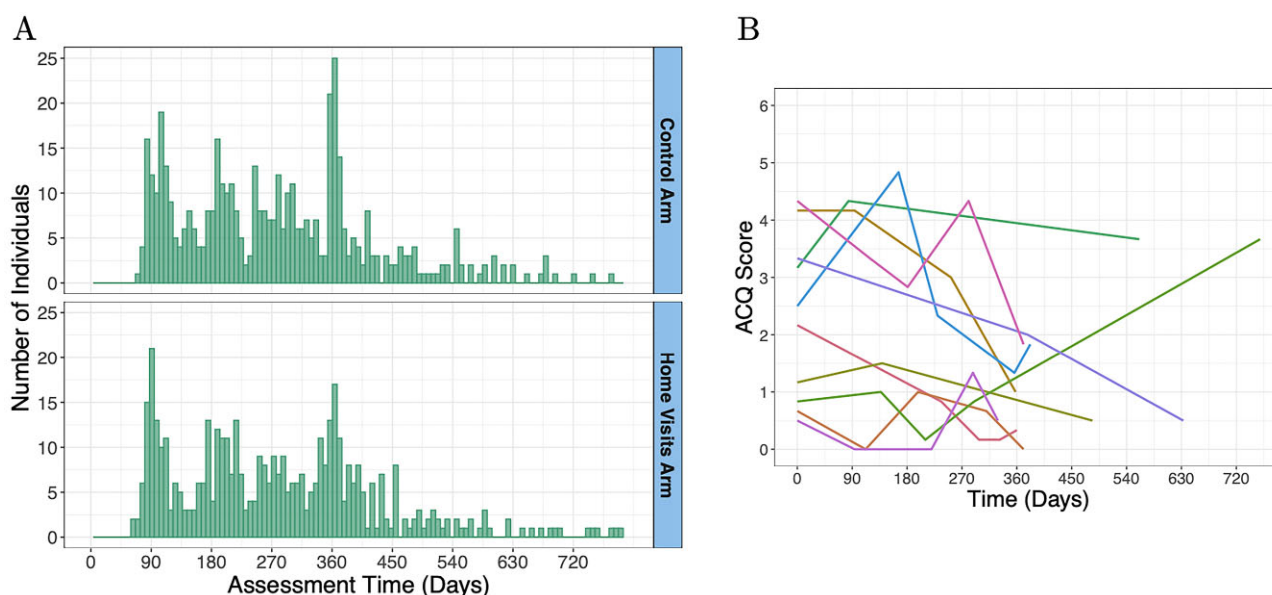 A
Number of Individuals
25
20
15
10
5
0
Control Arm
25
20
15
10
5
0
Home Visits Arm
0 90 180 270 360 450 540 630 720
Assessment Time (Days)
B
ACQ Score
6
5
4
3
2
1
0
0 90 180 270 360 450 540 630 720
Time (Days)